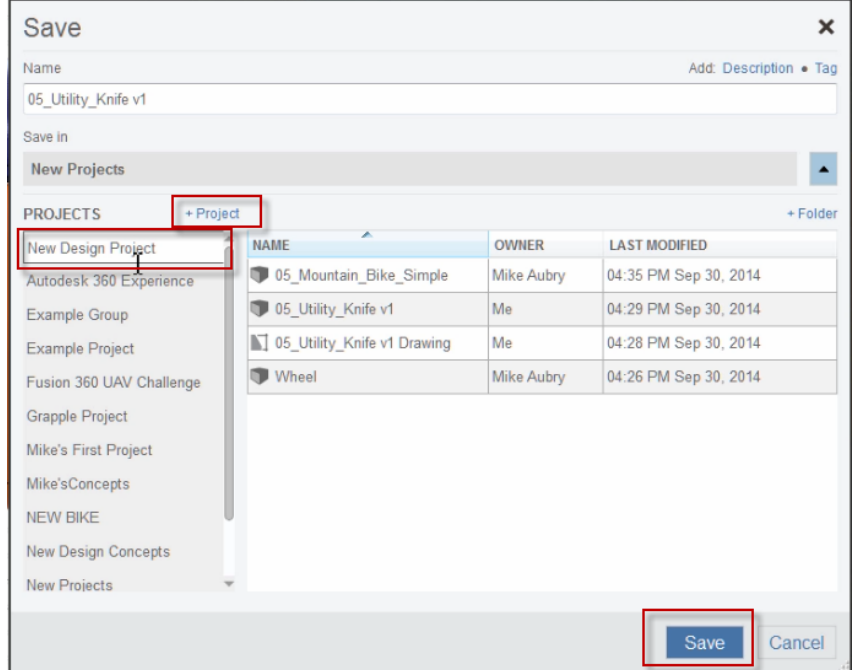 Save
Name
Add: Description • Tag
05_Utility_Knife v1
Save in
New Projects
PROJECTS
+ Project
+ Folder
New Design Project
Autodesk 360 Experience
Example Group
Example Project
Fusion 360 UAV Challenge
Grapple Project
Mike's First Project
Mike'sConcepts
NEW BIKE
New Design Concepts
New Projects
NAME OWNER LAST MODIFIED
05_Mountain_Bike_Simple Mike Aubry 04:35 PM Sep 30, 2014
05_Utility_Knife v1 Me 04:29 PM Sep 30, 2014
05_Utility_Knife v1 Drawing Me 04:28 PM Sep 30, 2014
Wheel Mike Aubry 04:26 PM Sep 30, 2014
Save
Cancel